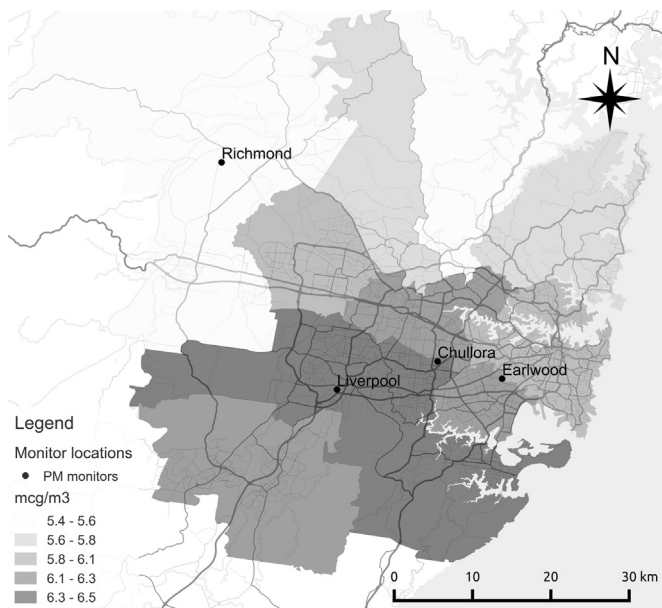 N
Richmond
Chullora
Earlwood
Liverpool
Legend
Monitor locations
PM monitors
mcg/m3
5.4 - 5.6
5.6 - 5.8
5.8 - 6.1
6.1 - 6.3
6.3 - 6.5
0 10 20 30 km